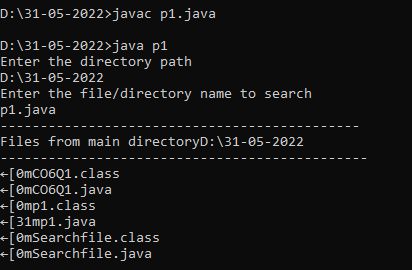 D:\31-05-2022>javac p1.java
D:\31-05-2022>java p1
Enter the directory path
D:\31-05-2022
Enter the file/directory name to search
p1.java
---------------------------------------------
Files from main directoryD:\31-05-2022
----------------------------------------------
←[0mCO6Q1.class
←[0mCO6Q1.java
←[0mp1.class
←[31mp1.java
←[0mSearchfile.class
←[0mSearchfile.java